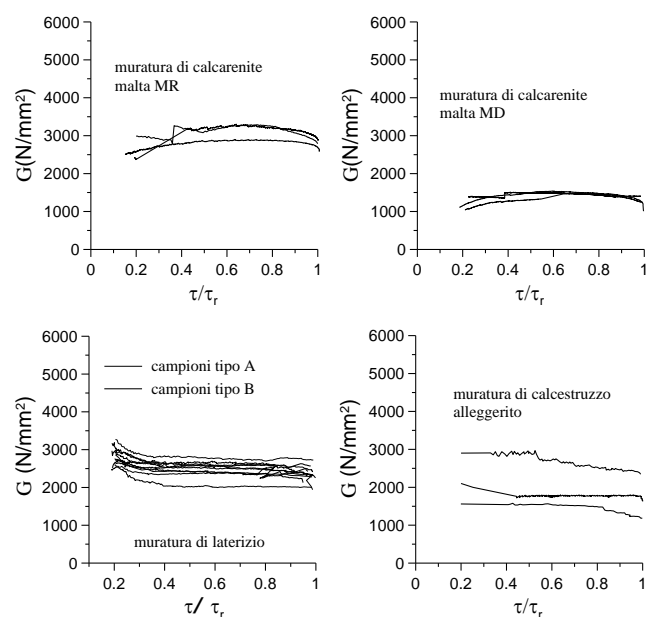 6000
5000
4000
3000
2000
1000
0
G(N/mm²)
muratura di calcarenite
malta MR
0 0.2 0.4 0.6 0.8 1
τ/τr
6000
5000
4000
3000
2000
1000
0
G(N/mm²)
muratura di calcarenite
malta MD
0 0.2 0.4 0.6 0.8 1
τ/τr
6000
5000
4000
3000
2000
1000
0
G (N/mm²)
campioni tipo A
campioni tipo B
muratura di laterizio
0.2 0.4 0.6 0.8 1
τ/ τr
6000
5000
4000
3000
2000
1000
0
G (N/mm²)
muratura di calcestruzzo
alleggerito
0 0.2 0.4 0.6 0.8 1
τ/τr